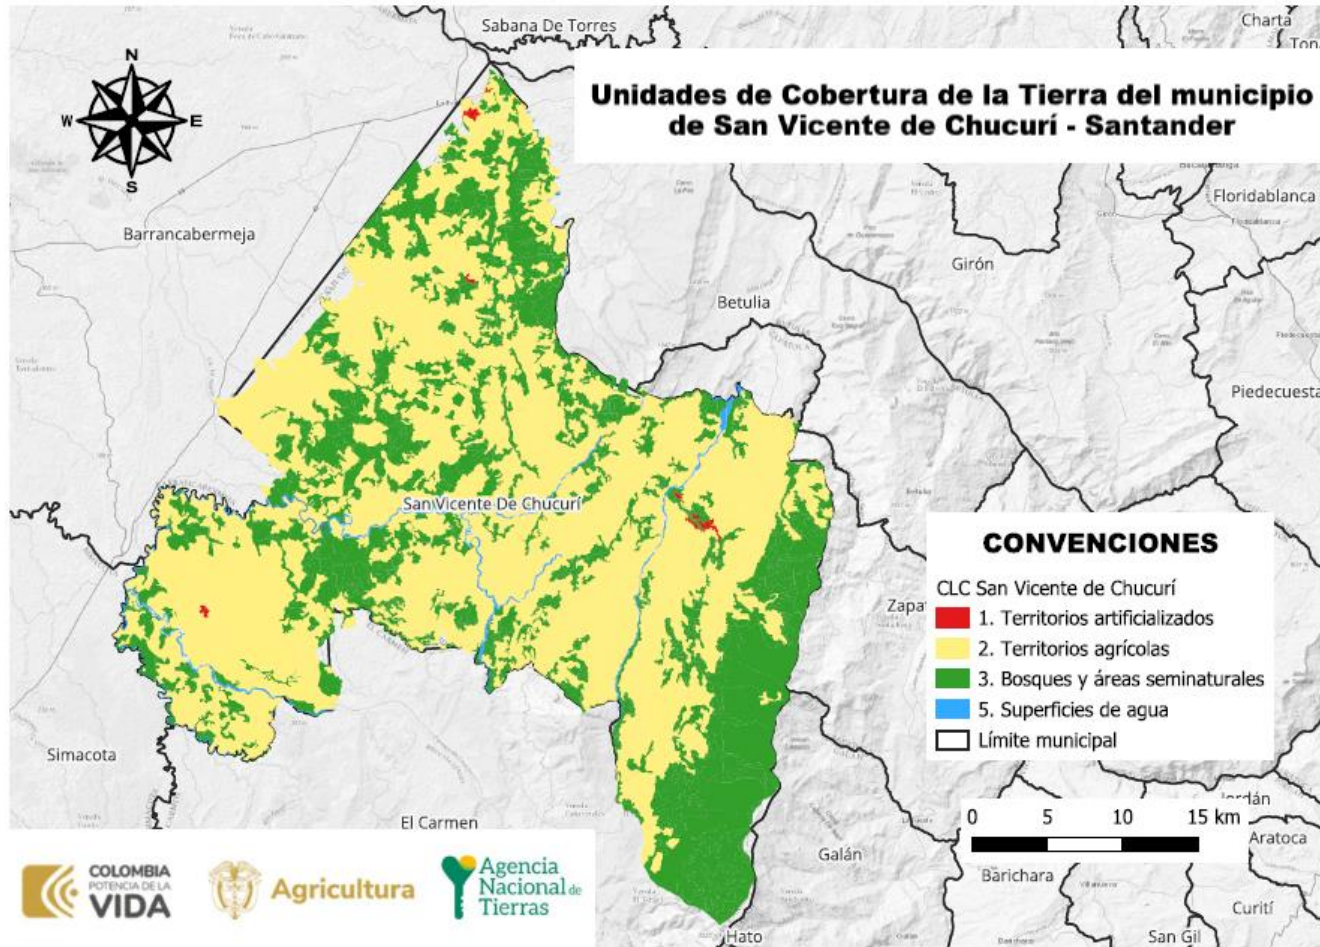 Sabana De Torres
Charta
Unidades de Cobertura de la Tierra del municipio
de San Vicente de Chucurí - Santander
N
W
E
S
Barrancabermeja
Floridablanca
Girón
Betulia
Piedecuesta
San Vicente De Chucurí
CONVENCIONES
CLC San Vicente de Chucurí
1. Territorios artificializados
2. Territorios agrícolas
3. Bosques y áreas seminaturales
5. Superficies de agua
Límite municipal
Simacota
El Carmen
0 5 10 15 km
Jordán
Aratoca
Galán
Barichara
Curití
Hato
San Gil
COLOMBIA
POTENCIA DE LA
VIDA
Agricultura
Agencia
Nacional de
Tierras